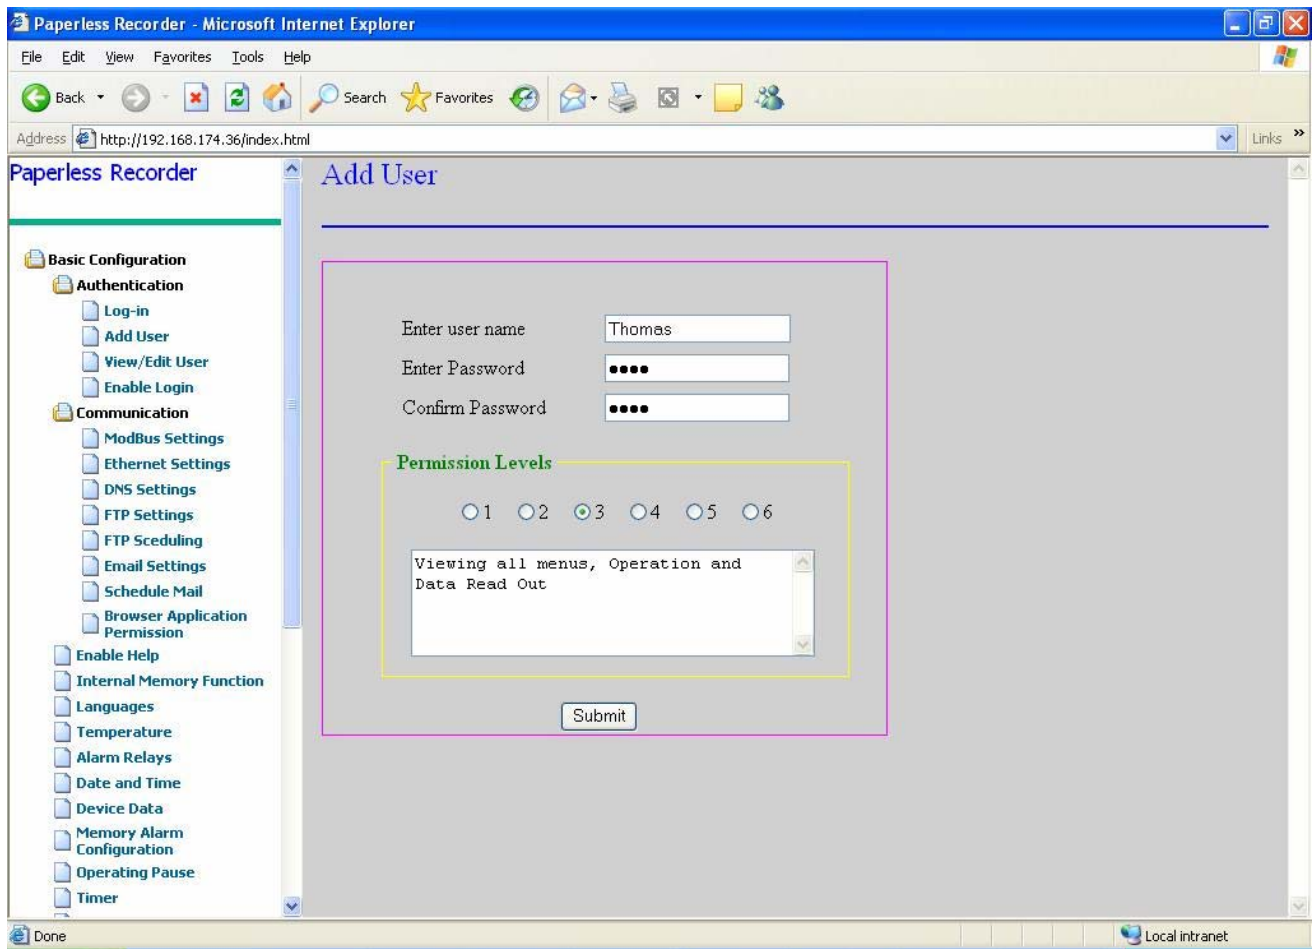 Paperless Recorder - Microsoft Internet Explorer
File Edit View Favorites Tools Help
Back Search Favorites
Address http://192.168.174.36/index.html Links »
Paperless Recorder
Basic Configuration
Authentication
Log-in
Add User
View/Edit User
Enable Login
Communication
ModBus Settings
Ethernet Settings
DNS Settings
FTP Settings
FTP Sceduling
Email Settings
Schedule Mail
Browser Application
Permission
Enable Help
Internal Memory Function
Languages
Temperature
Alarm Relays
Date and Time
Device Data
Memory Alarm
Configuration
Operating Pause
Timer
Add User
Enter user name Thomas
Enter Password ••••
Confirm Password ••••
Permission Levels
1 2 3 4 5 6
Viewing all menus, Operation and
Data Read Out
Submit
Done Local intranet